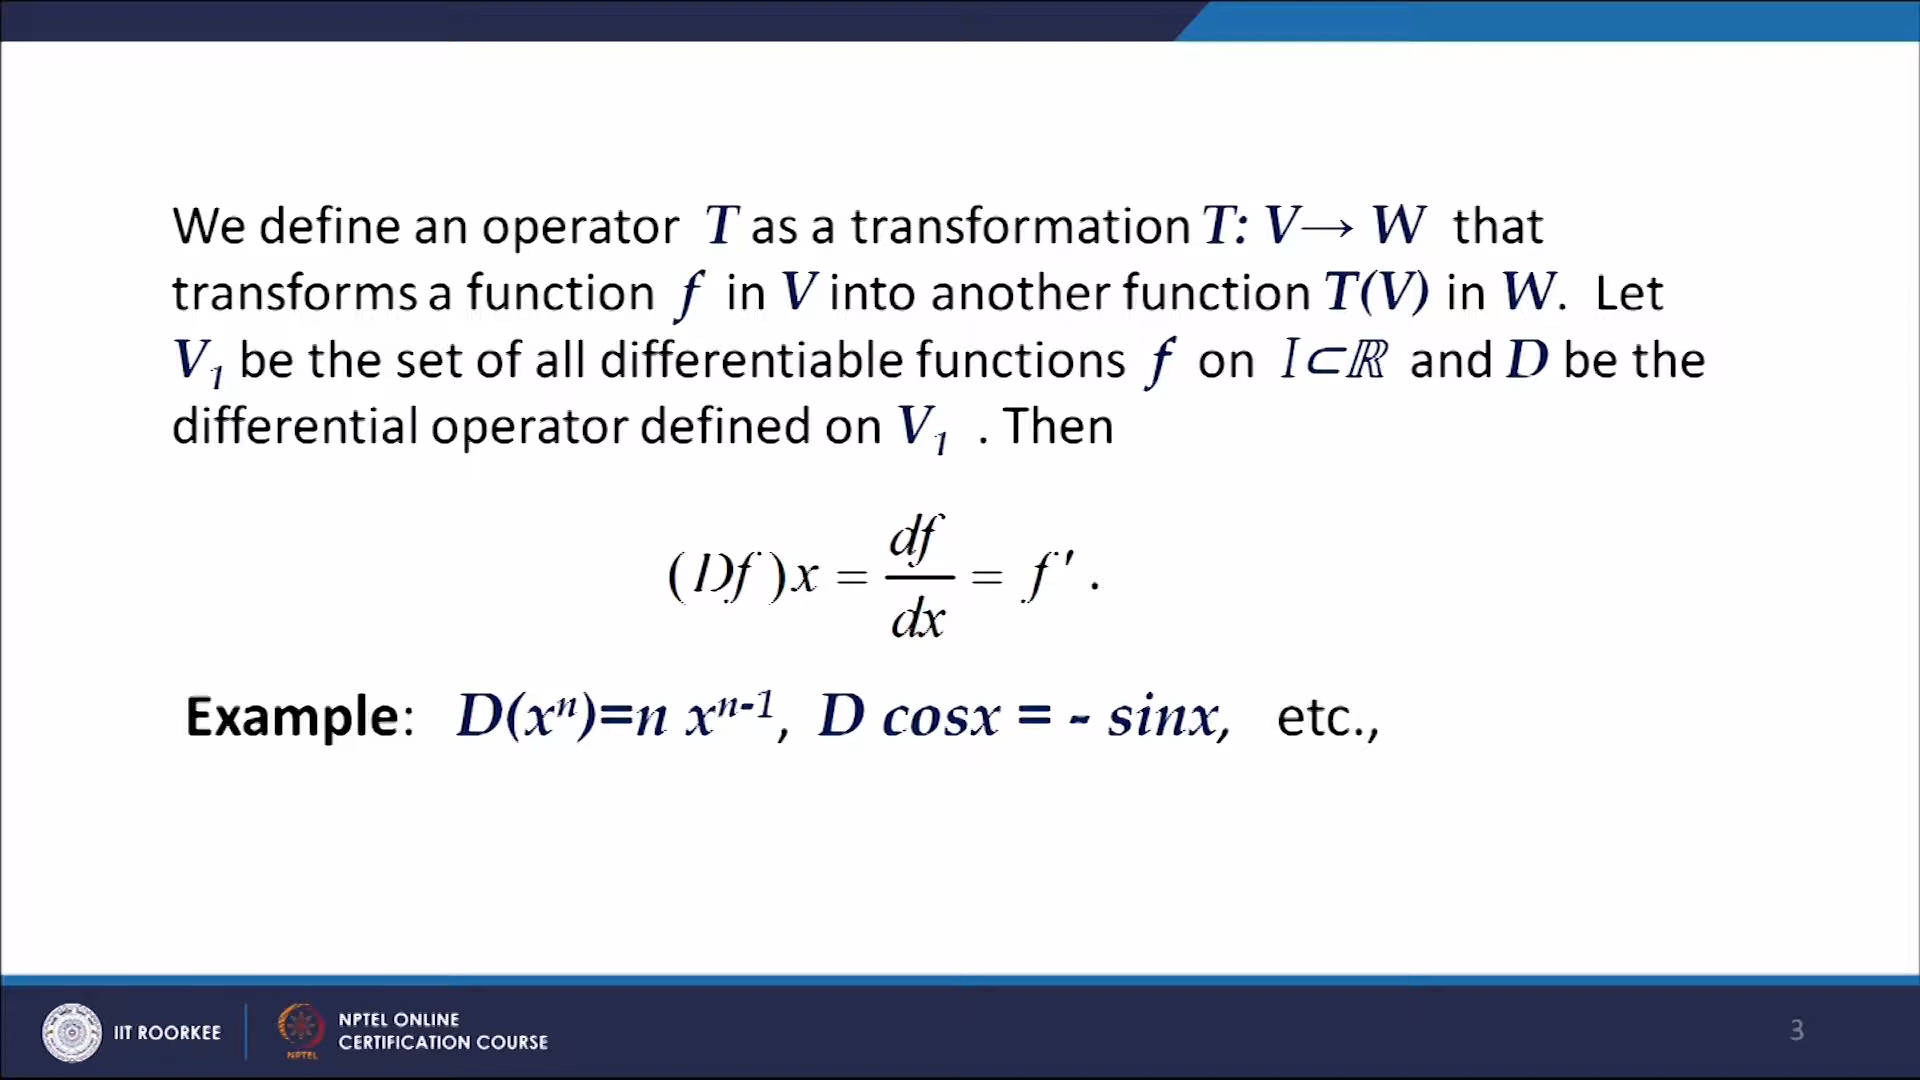 We define an operator T as a transformation T: V→ W that
transforms a function f in V into another function T(V) in W. Let
V₁ be the set of all differentiable functions f on I⊂ℝ and D be the
differential operator defined on V₁ . Then
(Df)x = df/dx = f′ .
Example: D(xⁿ)=n xⁿ⁻¹, D cosx = - sinx, etc.,
IIT ROORKEE
NPTEL
NPTEL ONLINE
CERTIFICATION COURSE
3